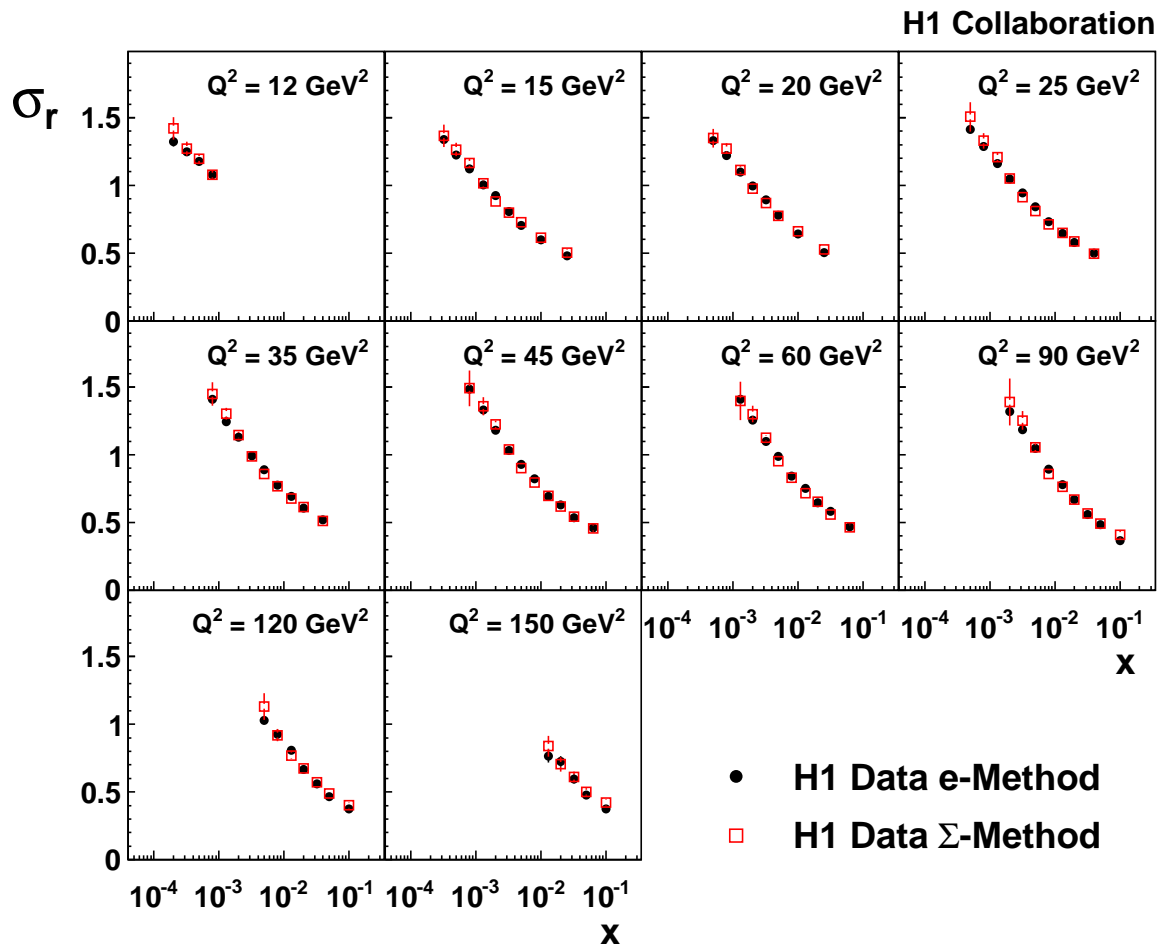 H1 Collaboration
σr
Q² = 12 GeV²
Q² = 15 GeV²
Q² = 20 GeV²
Q² = 25 GeV²
1.5
1
0.5
0
Q² = 35 GeV²
Q² = 45 GeV²
Q² = 60 GeV²
Q² = 90 GeV²
1.5
1
0.5
0
Q² = 120 GeV²
Q² = 150 GeV²
10⁻⁴ 10⁻³ 10⁻² 10⁻¹ 10⁻⁴ 10⁻³ 10⁻² 10⁻¹
x
1.5
1
0.5
0
10⁻⁴ 10⁻³ 10⁻² 10⁻¹ 10⁻⁴ 10⁻³ 10⁻² 10⁻¹
x
H1 Data e-Method
H1 Data Σ-Method